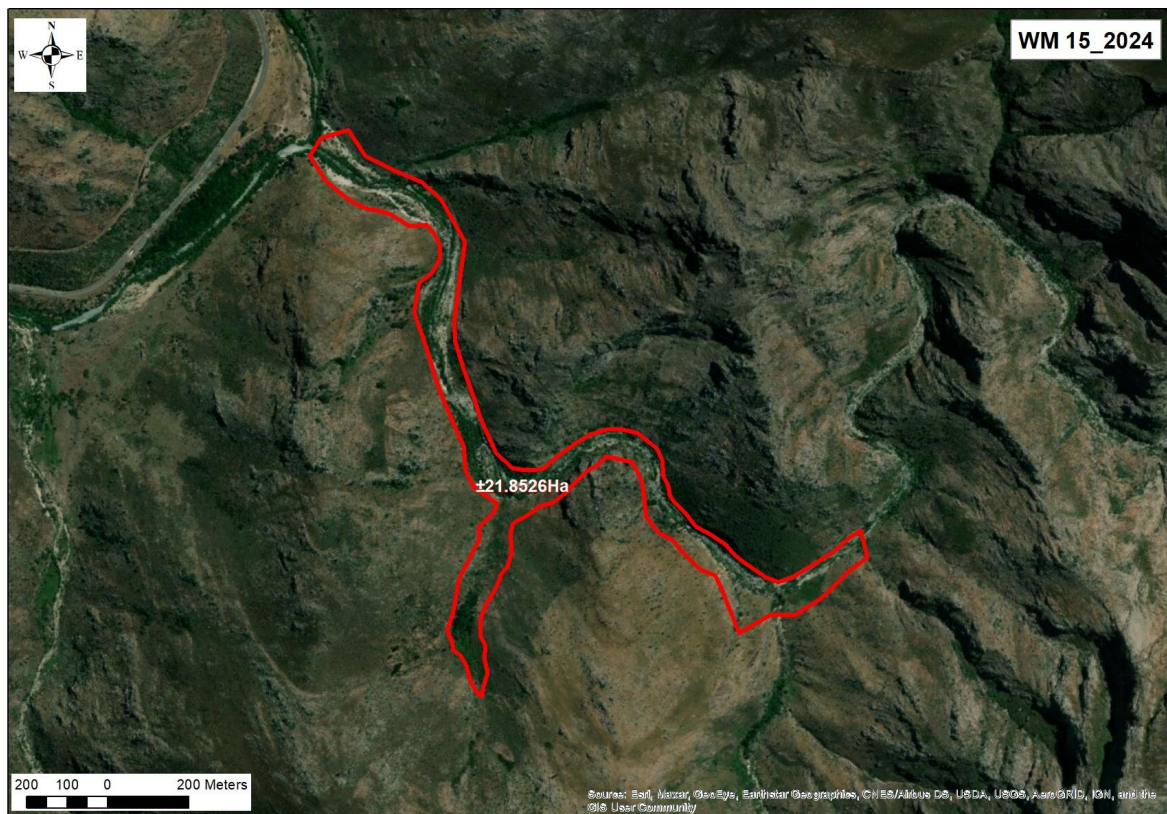 N
W E
S
WM 15_2024
±21.8526Ha
200 100 0 200 Meters
Source: Esri, Maxar, GeoEye, Earthstar Geographics, CNES/Airbus DS, USDA, USGS, AeroGRID, IGN, and the
GIS User Community